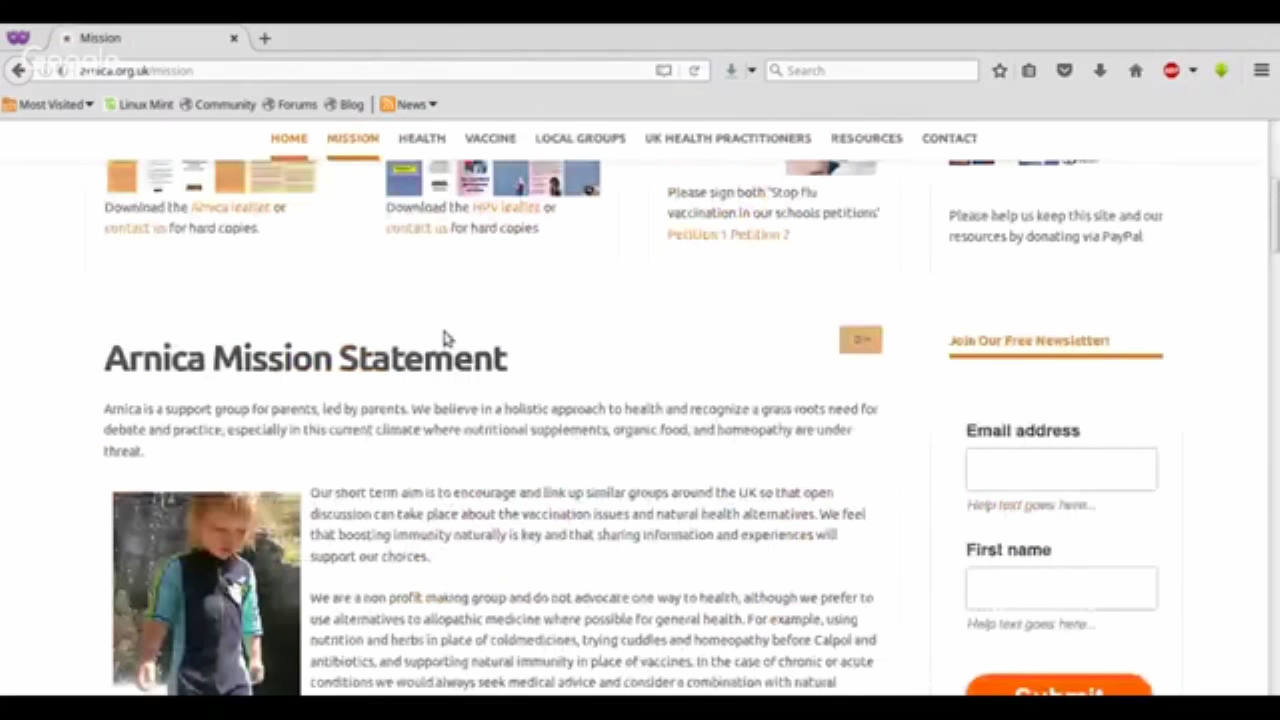 Mission
Google
arnica.org.uk/mission
Search
Most Visited Linux Mint Community Forums Blog News
HOME MISSION HEALTH VACCINE LOCAL GROUPS UK HEALTH PRACTITIONERS RESOURCES CONTACT
Download the Arnica leaflet or
contact us for hard copies.
Download the HPV leaflet or
contact us for hard copies
Please sign both 'Stop flu
vaccination in our schools petitions'
Petition 1 Petition 2
Please help us keep this site and our
resources by donating via PayPal
Arnica Mission Statement
Arnica is a support group for parents, led by parents. We believe in a holistic approach to health and recognize a grass roots need for
debate and practice, especially in this current climate where nutritional supplements, organic food, and homeopathy are under
threat.
Our short term aim is to encourage and link up similar groups around the UK so that open
discussion can take place about the vaccination issues and natural health alternatives. We feel
that boosting immunity naturally is key and that sharing information and experiences will
support our choices.
We are a non profit making group and do not advocate one way to health, although we prefer to
use alternatives to allopathic medicine where possible for general health. For example, using
nutrition and herbs in place of coldmedicines, trying cuddles and homeopathy before Calpol and
antibiotics, and supporting natural immunity in place of vaccines. In the case of chronic or acute
conditions we would always seek medical advice and consider a combination with natural
Join Our Free Newsletter!
Email address
Help text goes here...
First name
Help text goes here...
Submit